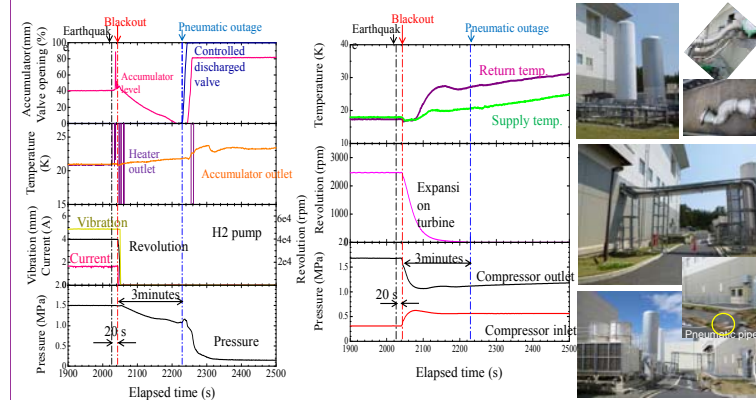 Earthquak
e
Blackout
Pneumatic outage
Accumulator(mm)
Valve opening (%)
100
80
60
40
20
0
Accumulator
level
Controlled
discharged
valve
Temperature
(K)
25
20
Heater
outlet
Accumulator outlet
Vibration (mm)
Current (A)
6
4
2
0
Vibration
Revolution
Current
H2 pump
6e4
4e4
2e4
Revolution (rpm)
Pressure (MPa)
1.5
1.0
0.5
0.0
3minutes
20 s
Pressure
1900
2000
2100
2200
2300
2500
Elapsed time (s)
Earthquak
e
Blackout
Pneumatic outage
Temperature (K)
40
30
20
10
Return temp.
Supply temp.
Revolution (rpm)
3000
2000
1000
Expansi
on
turbine
Pressure (MPa)
1.5
1.0
0.5
0.0
3minutes
20 s
Compressor outlet
Compressor inlet
1900
2000
2100
2200
2300
2500
Elapsed time (s)
Pneumatic pipe